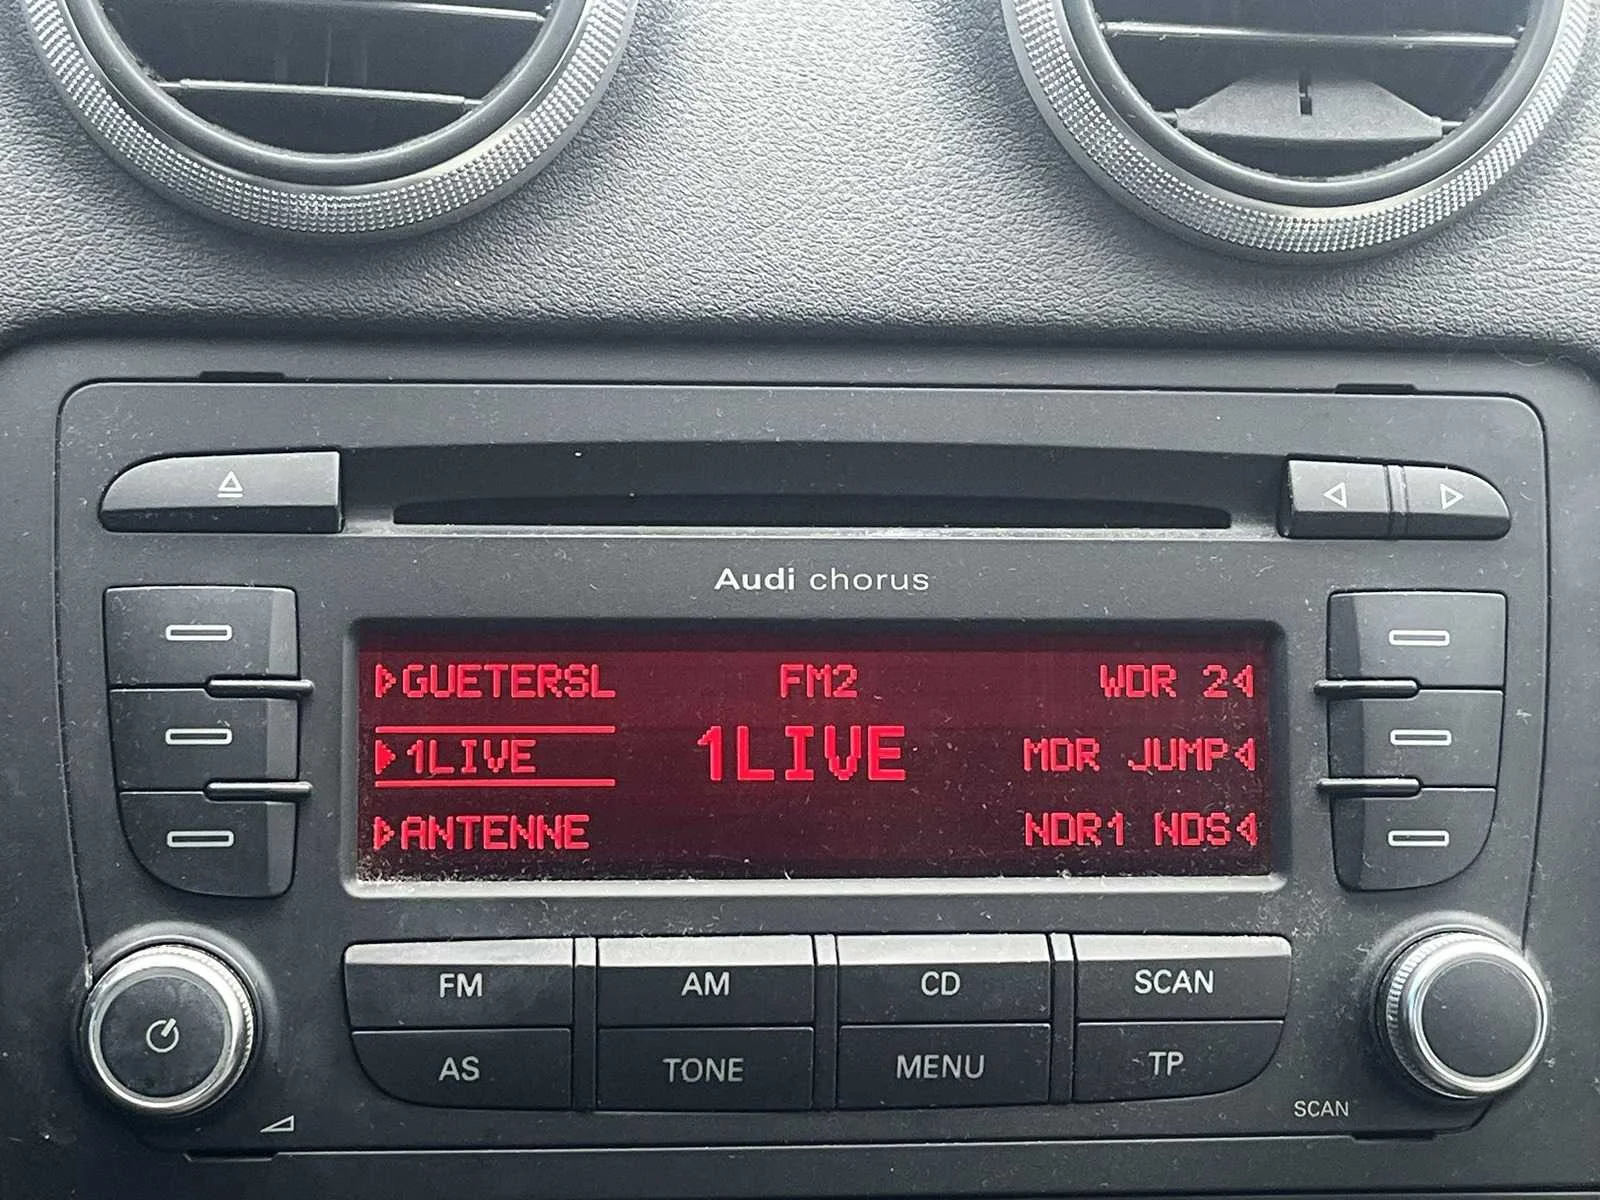 Audi chorus
GUETERSL FM2 WDR 2
1LIVE 1LIVE MDR JUMP
ANTENNE NDR1 NDS
FM AM CD SCAN
AS TONE MENU TP
SCAN